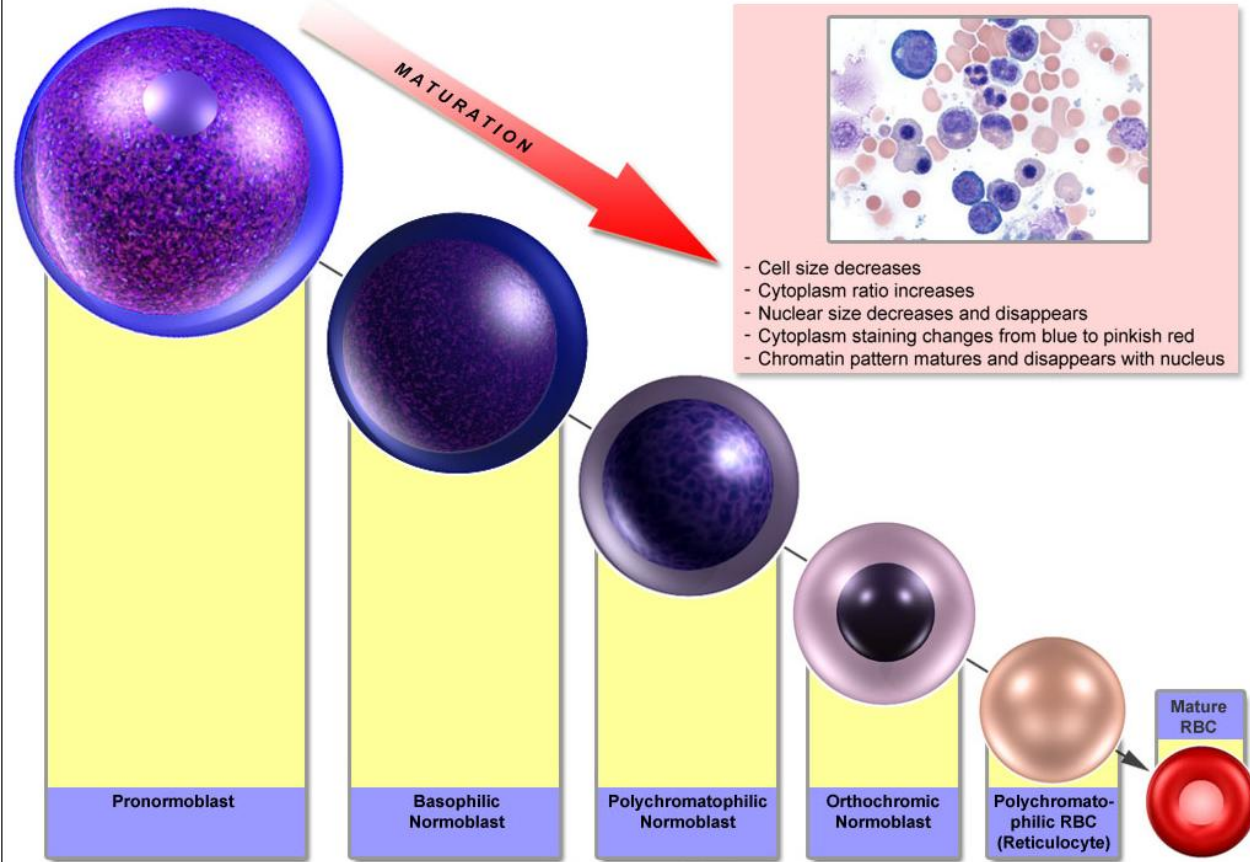 MATURATION
- Cell size decreases
- Cytoplasm ratio increases
- Nuclear size decreases and disappears
- Cytoplasm staining changes from blue to pinkish red
- Chromatin pattern matures and disappears with nucleus
Pronormoblast
Basophilic
Normoblast
Polychromatophilic
Normoblast
Orthochromic
Normoblast
Polychromato-
philic RBC
(Reticulocyte)
Mature
RBC